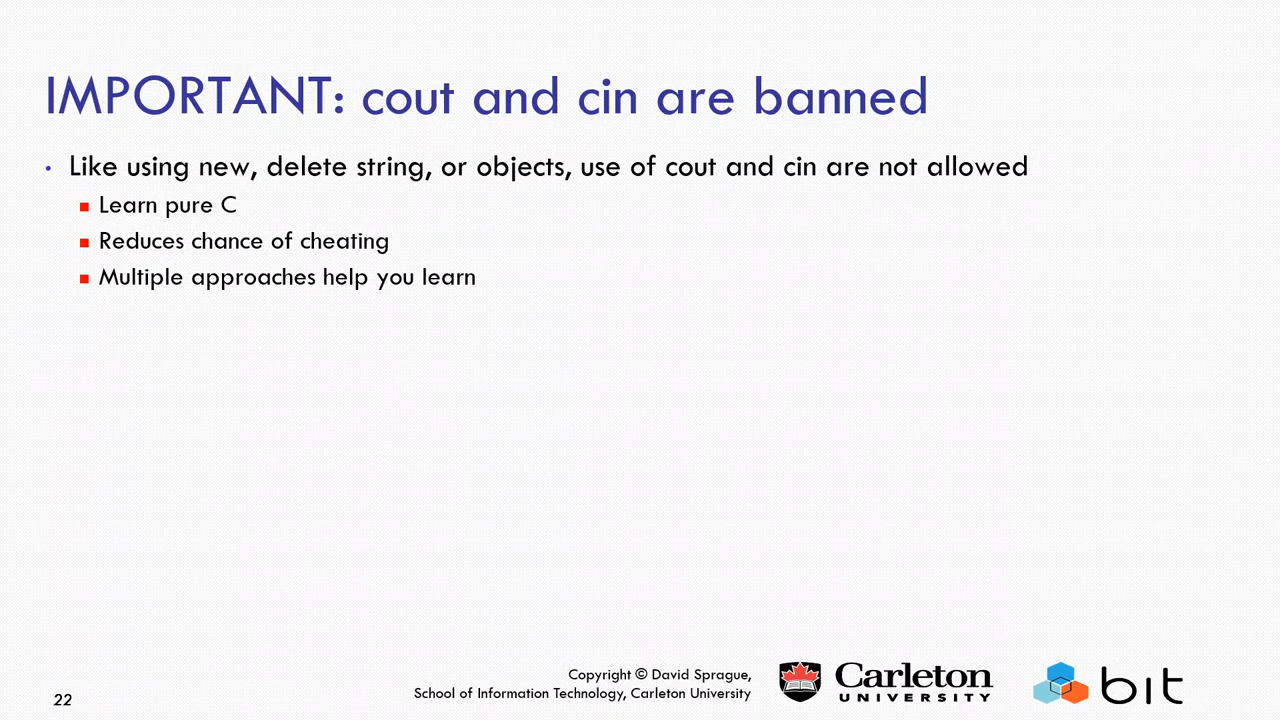 IMPORTANT: cout and cin are banned
• Like using new, delete string, or objects, use of cout and cin are not allowed
▪ Learn pure C
▪ Reduces chance of cheating
▪ Multiple approaches help you learn
22
Copyright © David Sprague,
School of Information Technology, Carleton University
Carleton
UNIVERSITY
bit